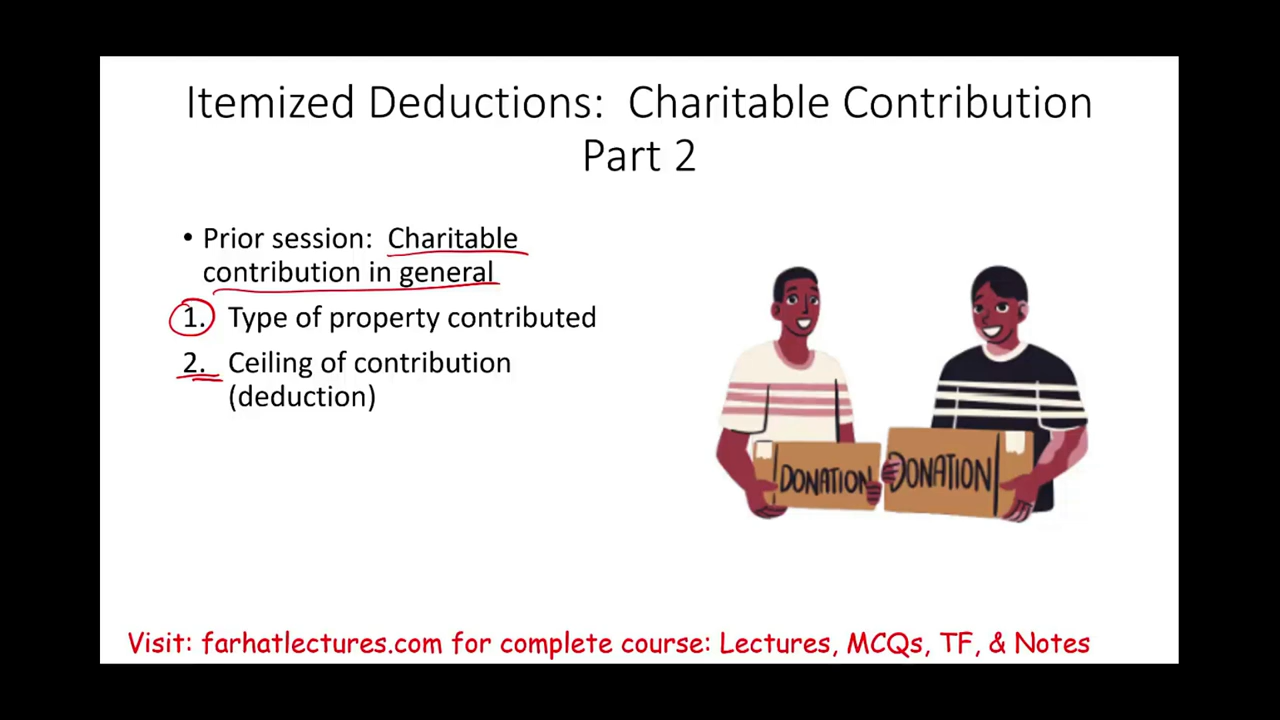 Itemized Deductions: Charitable Contribution
Part 2
• Prior session: Charitable
contribution in general
1. Type of property contributed
2. Ceiling of contribution
(deduction)
DONATION
DONATION
Visit: farhatlectures.com for complete course: Lectures, MCQs, TF, & Notes